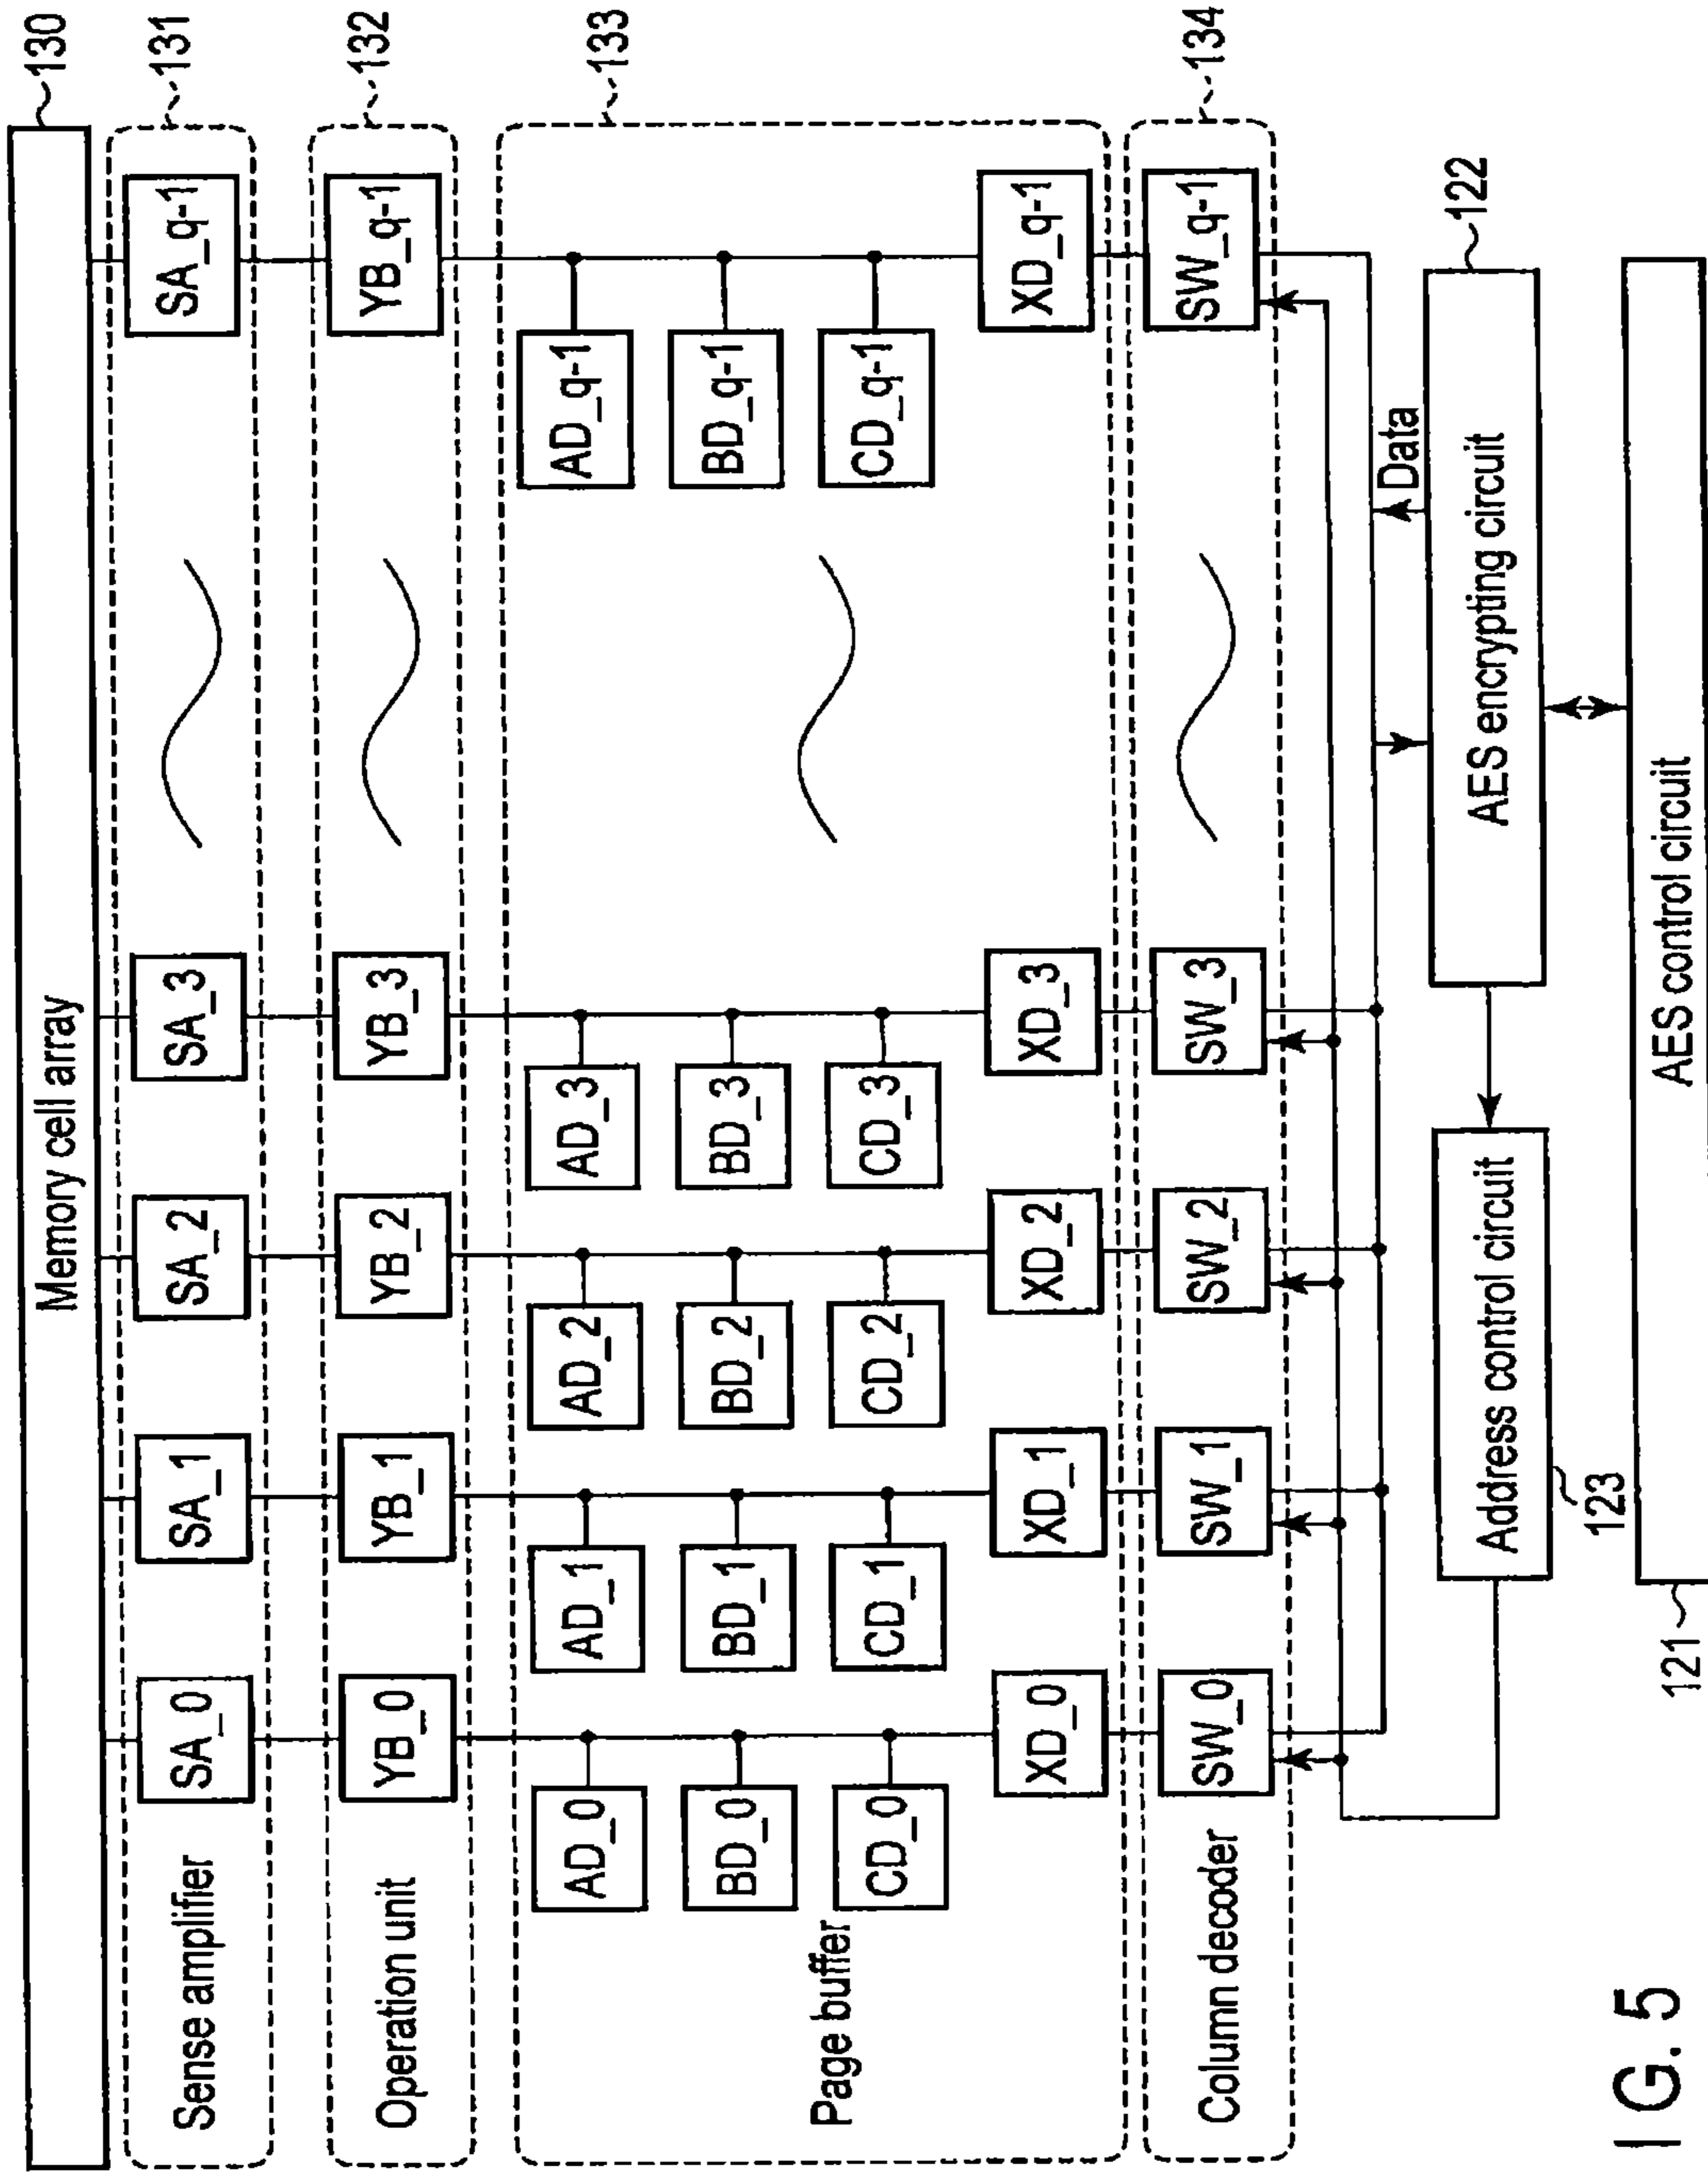 Memory cell array
130
Sense amplifier
SA_0
SA_1
SA_2
SA_3
SA_q-1
131
Operation unit
YB_0
YB_1
YB_2
YB_3
YB_q-1
132
Page buffer
AD_0
AD_1
AD_2
AD_3
AD_q-1
133
BD_0
BD_1
BD_2
BD_3
BD_q-1
CD_0
CD_1
CD_2
CD_3
CD_q-1
XD_0
XD_1
XD_2
XD_3
XD_q-1
Column decoder
SW_0
SW_1
SW_2
SW_3
SW_q-1
134
Data
Address control circuit
123
AES encrypting circuit
122
121
AES control circuit
I G. 5